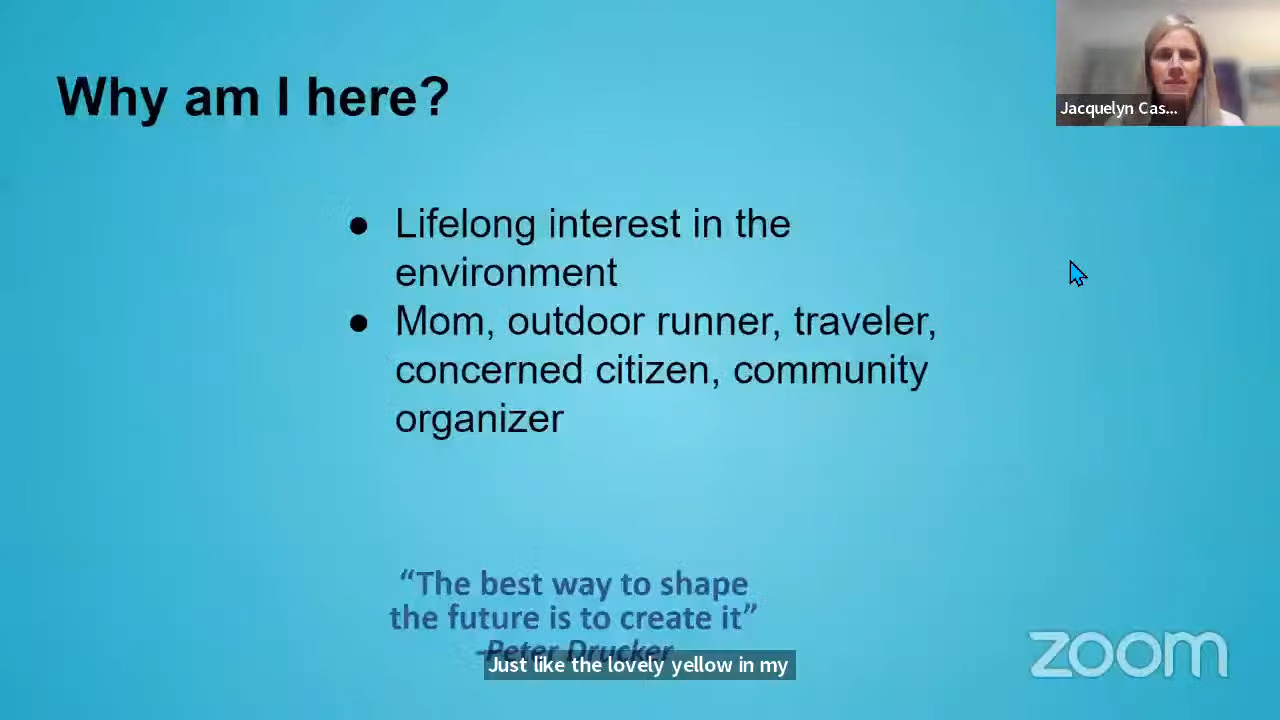 Why am I here?
Jacquelyn Cas...
● Lifelong interest in the
environment
● Mom, outdoor runner, traveler,
concerned citizen, community
organizer
“The best way to shape
the future is to create it”
-Peter Drucker
Just like the lovely yellow in my
zoom